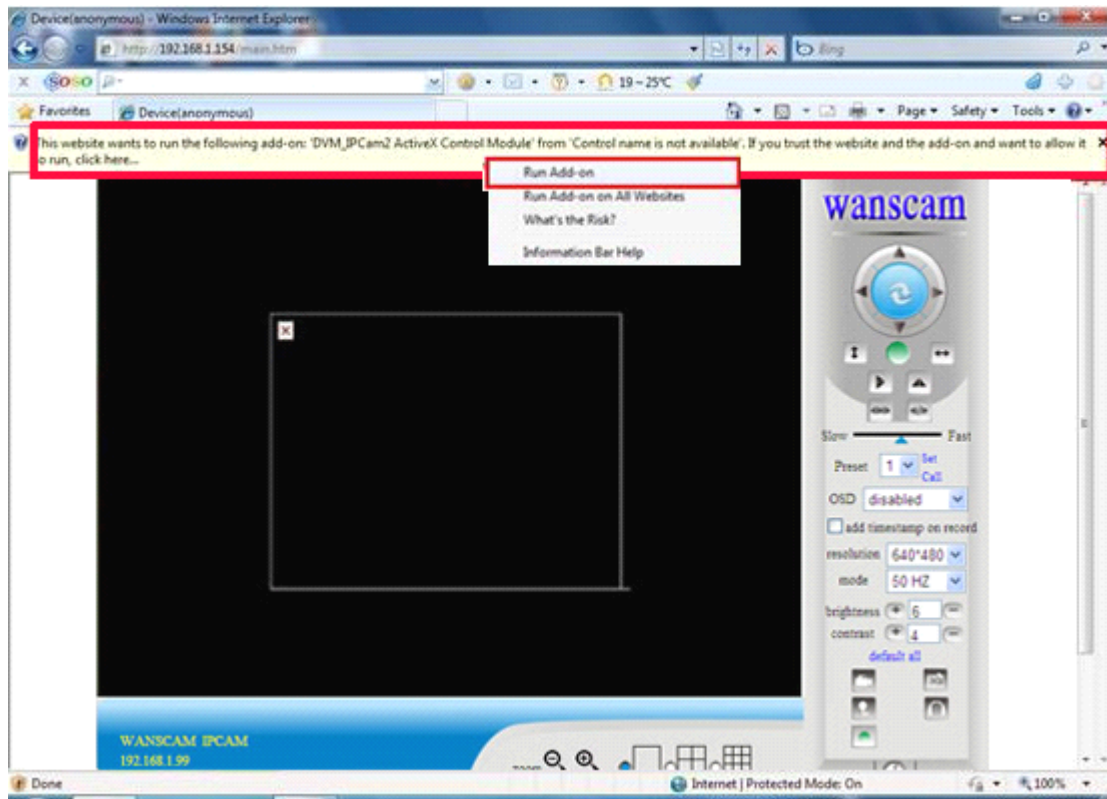 Device(anonymous) - Windows Internet Explorer
http://192.168.1.154/main.htm
Bing
SOSO
19~25℃
Favorites
Device(anonymous)
Page
Safety
Tools
This website wants to run the following add-on: 'DVM_IPCam2 ActiveX Control Module' from 'Control name is not available'. If you trust the website and the add-on and want to allow it
to run, click here...
Run Add-on
Run Add-on on All Websites
What's the Risk?
Information Bar Help
wanscam
Slow
Fast
Preset
1
Set
Call
OSD
disabled
add timestamp on record
resolution
640*480
mode
50 HZ
brightness
6
contrast
4
default all
WANSCAM IPCAM
192.168.1.99
zoom
Done
Internet | Protected Mode: On
100%